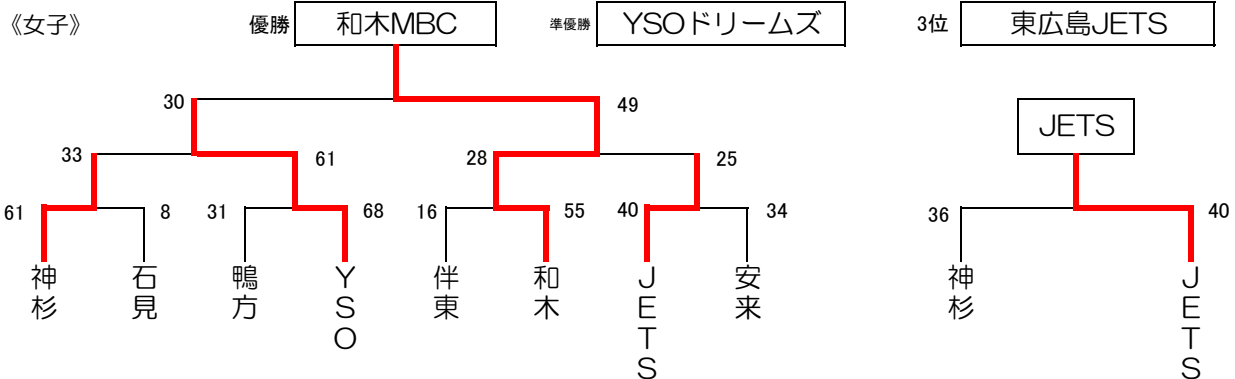 《女子》 優勝 和木MBC 準優勝 YSOドリームズ 3位 東広島JETS
30 49
JETS
33 61 28 25
61 8 31 68 16 55 40 34 36 40
神杉 石見 鴨方 YSO 伴東 和木 JETS 安来 神杉 JETS